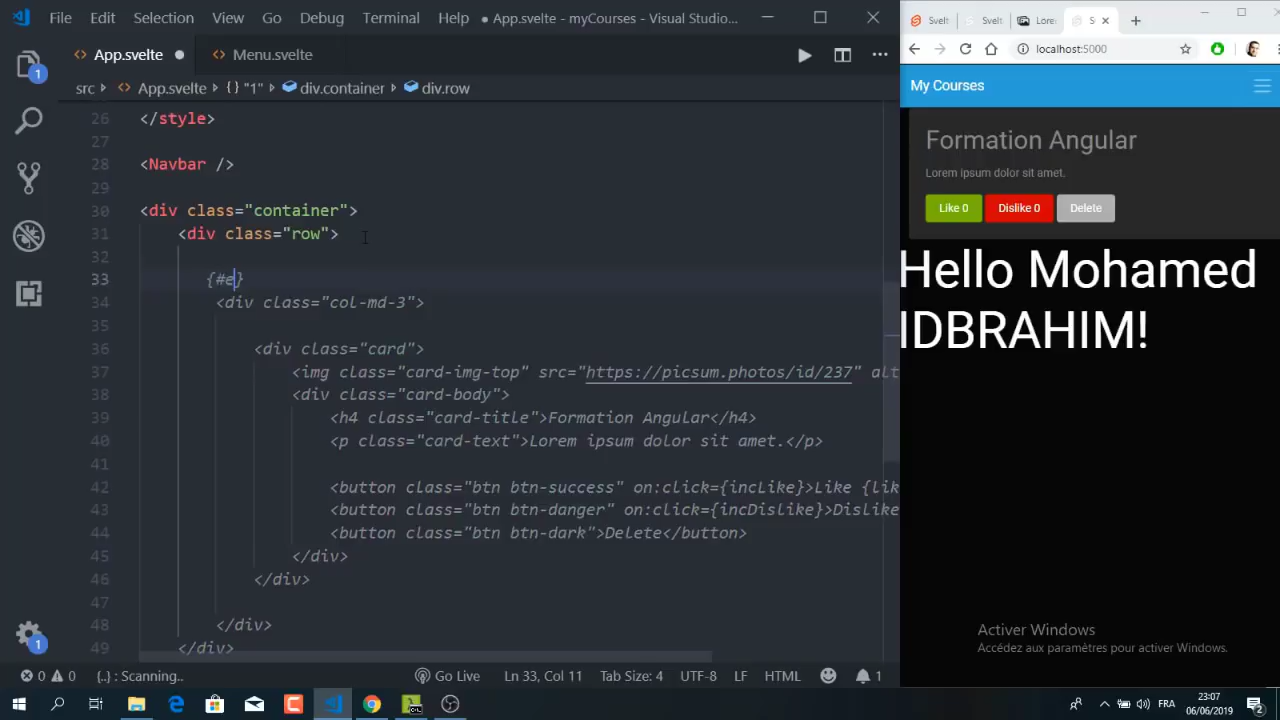 File Edit Selection View Go Debug Terminal Help ● App.svelte - myCourses - Visual Studio...
App.svelte ● Menu.svelte
src > App.svelte > {} "1" > div.container > div.row
26 </style>
27
28 <Navbar />
29
30 <div class="container">
31 <div class="row">
32
33 {#e}
34 <div class="col-md-3">
35
36 <div class="card">
37 <img class="card-img-top" src="https://picsum.photos/id/237" alt
38 <div class="card-body">
39 <h4 class="card-title">Formation Angular</h4>
40 <p class="card-text">Lorem ipsum dolor sit amet.</p>
41
42 <button class="btn btn-success" on:click={incLike}>Like {lik
43 <button class="btn btn-danger" on:click={incDislike}>Dislike
44 <button class="btn btn-dark">Delete</button>
45 </div>
46 </div>
47
48 </div>
49 </div>
1
1
0 0 {..} : Scanning.. Go Live Ln 33, Col 11 Tab Size: 4 UTF-8 LF HTML 1
Svelt Svelt Lore S
localhost:5000
My Courses
Formation Angular
Lorem ipsum dolor sit amet.
Like 0 Dislike 0 Delete
Hello Mohamed
IDBRAHIM!
Activer Windows
Accédez aux paramètres pour activer Windows.
FRA 23:07
06/06/2019 2